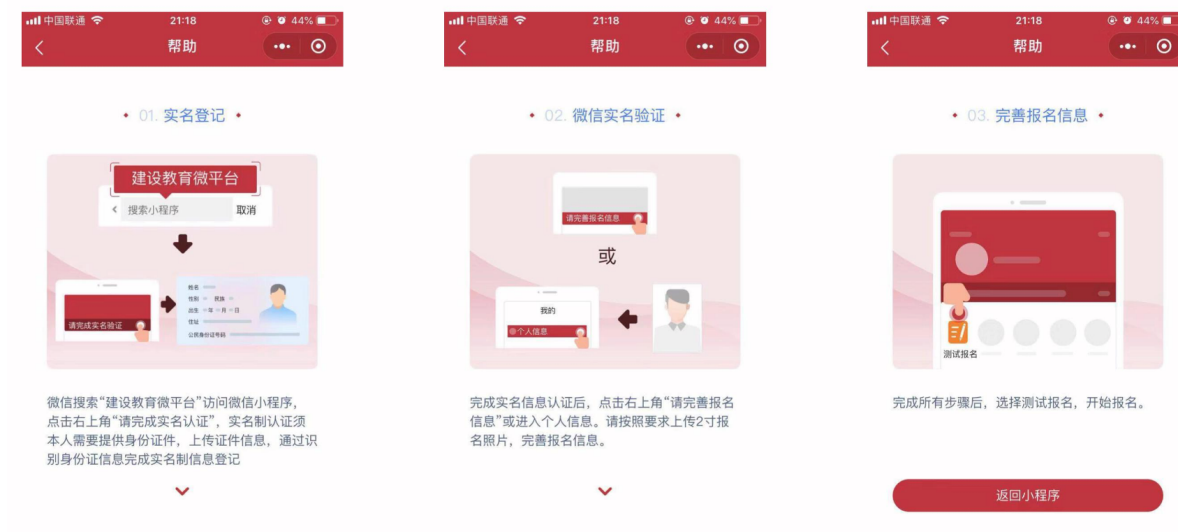 中国联通 21:18 44%
帮助
01. 实名登记
建设教育微平台
搜索小程序 取消
请完成实名验证
姓名
性别 民族
出生 年 月 日
住址
公民身份证号码
微信搜索“建设教育微平台”访问微信小程序，
点击右上角“请完成实名认证”，实名制认证须
本人需要提供身份证件，上传证件信息，通过识
别身份证信息完成实名制信息登记
中国联通 21:18 44%
帮助
02. 微信实名验证
请完善报名信息
或
我的
个人信息
完成实名信息认证后，点击右上角“请完善报名
信息”或进入个人信息。请按照要求上传2寸报
名照片，完善报名信息。
中国联通 21:18 44%
帮助
03. 完善报名信息
测试报名
完成所有步骤后，选择测试报名，开始报名。
返回小程序